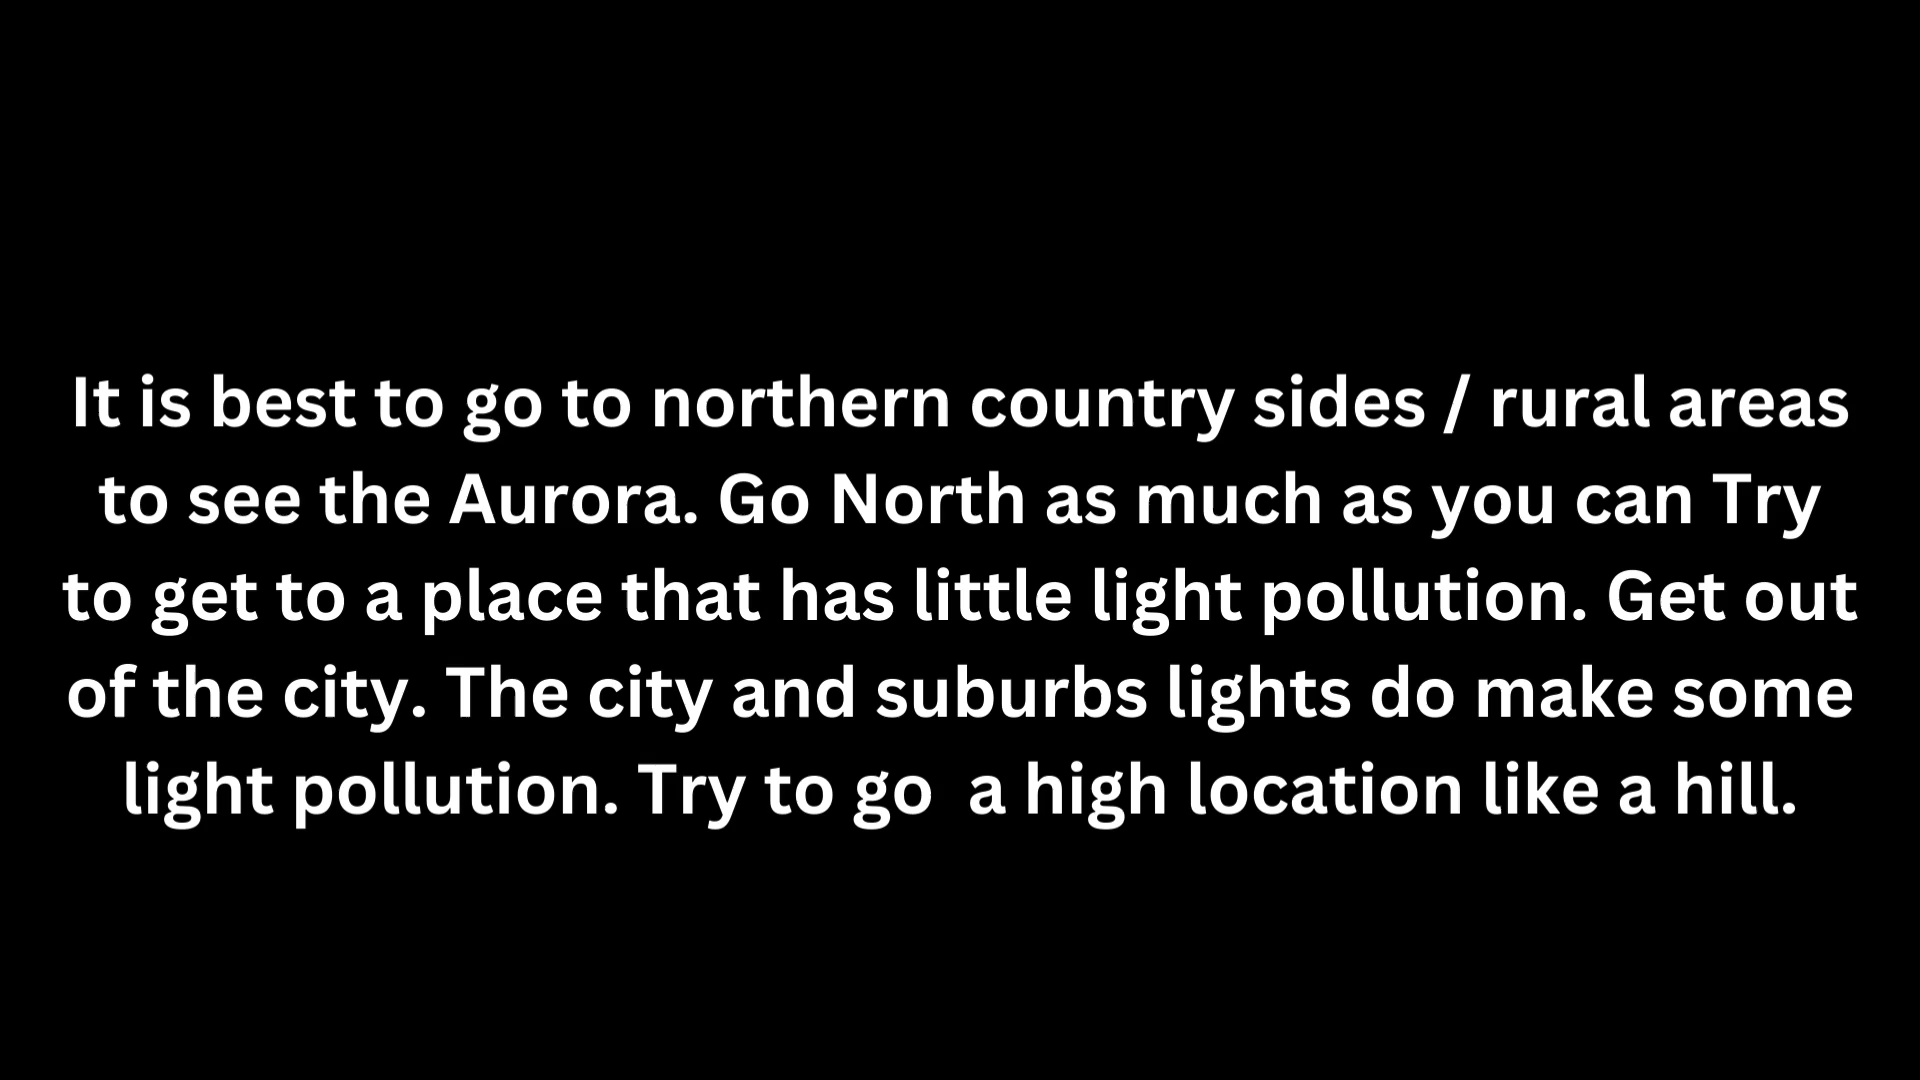 It is best to go to northern country sides / rural areas
to see the Aurora. Go North as much as you can Try
to get to a place that has little light pollution. Get out
of the city. The city and suburbs lights do make some
light pollution. Try to go  a high location like a hill.